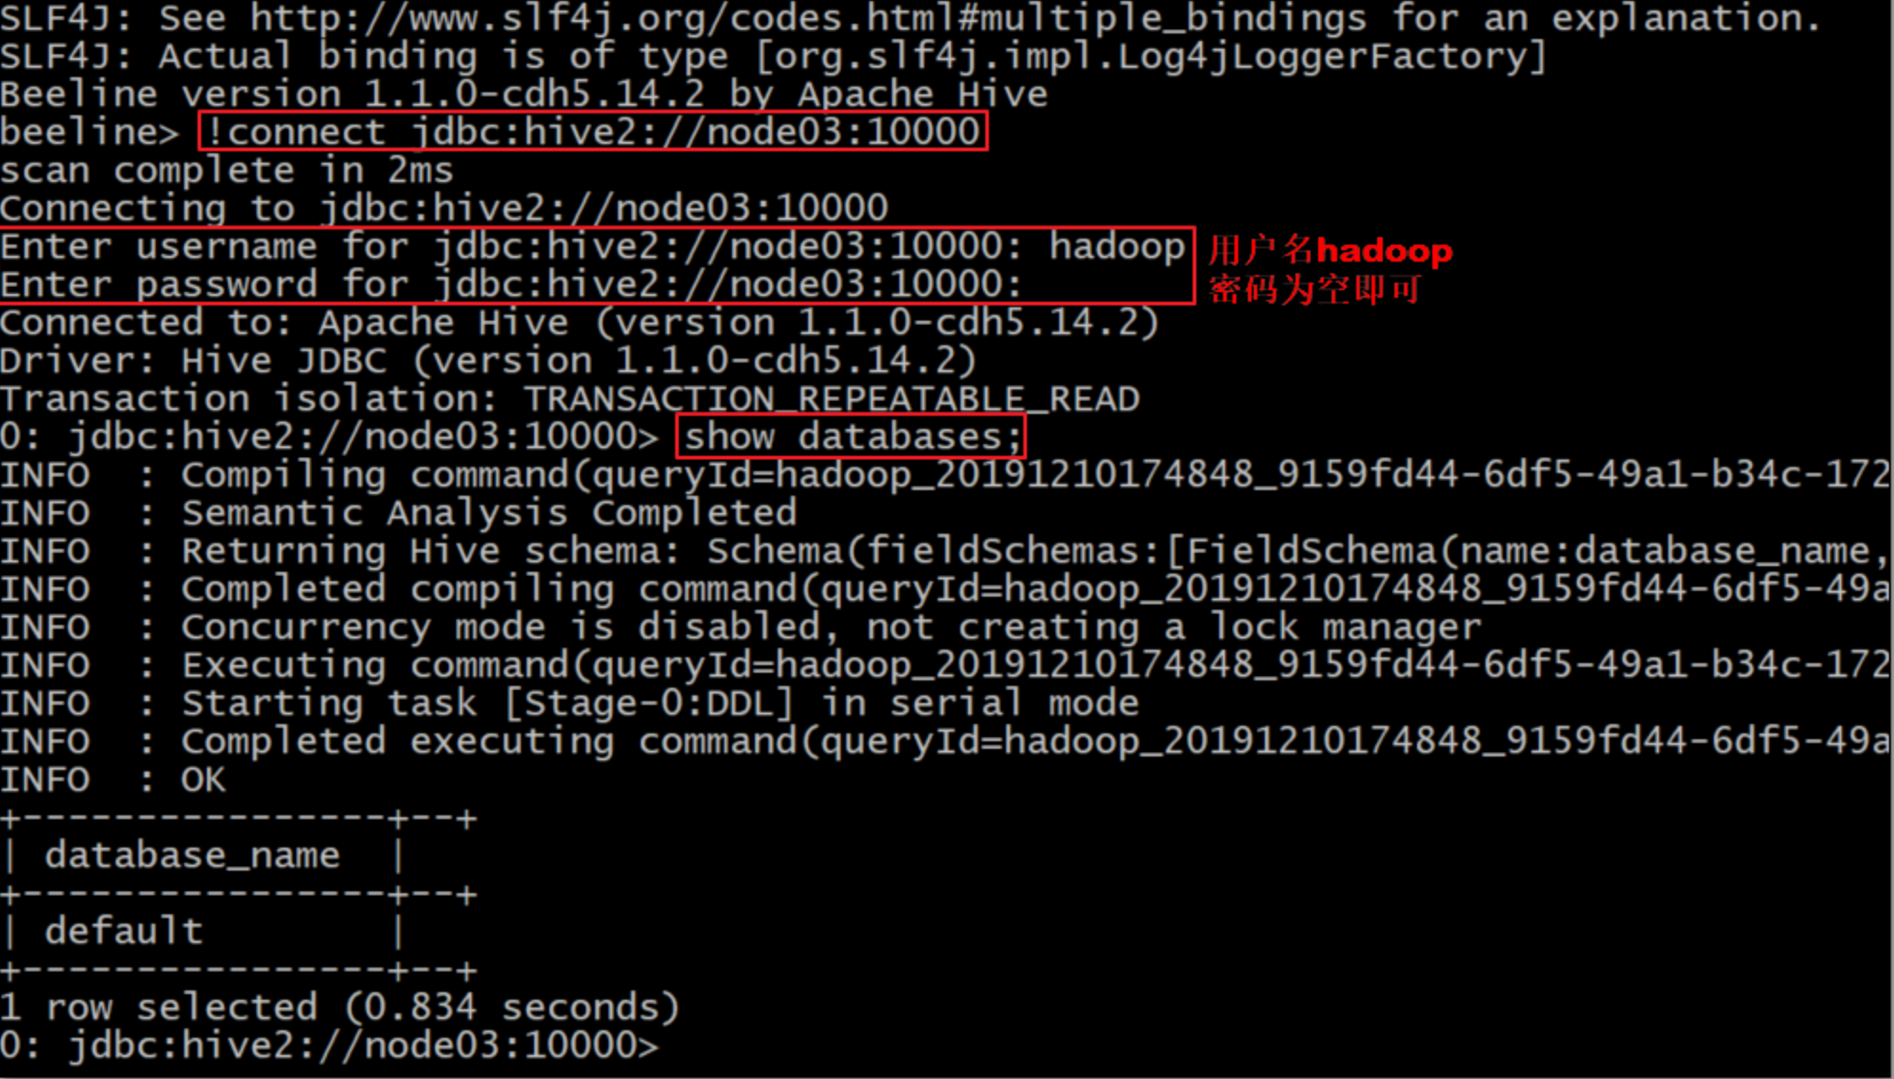 SLF4J: See http://www.slf4j.org/codes.html#multiple_bindings for an explanation.
SLF4J: Actual binding is of type [org.slf4j.impl.Log4jLoggerFactory]
Beeline version 1.1.0-cdh5.14.2 by Apache Hive
beeline> !connect jdbc:hive2://node03:10000
scan complete in 2ms
Connecting to jdbc:hive2://node03:10000
Enter username for jdbc:hive2://node03:10000: hadoop 用户名hadoop
Enter password for jdbc:hive2://node03:10000: 密码为空即可
Connected to: Apache Hive (version 1.1.0-cdh5.14.2)
Driver: Hive JDBC (version 1.1.0-cdh5.14.2)
Transaction isolation: TRANSACTION_REPEATABLE_READ
0: jdbc:hive2://node03:10000> show databases;
INFO  : Compiling command(queryId=hadoop_20191210174848_9159fd44-6df5-49a1-b34c-172
INFO  : Semantic Analysis Completed
INFO  : Returning Hive schema: Schema(fieldSchemas:[FieldSchema(name:database_name,
INFO  : Completed compiling command(queryId=hadoop_20191210174848_9159fd44-6df5-49a
INFO  : Concurrency mode is disabled, not creating a lock manager
INFO  : Executing command(queryId=hadoop_20191210174848_9159fd44-6df5-49a1-b34c-172
INFO  : Starting task [Stage-0:DDL] in serial mode
INFO  : Completed executing command(queryId=hadoop_20191210174848_9159fd44-6df5-49a
INFO  : OK
+----------------+--+
| database_name  |
+----------------+--+
| default        |
+----------------+--+
1 row selected (0.834 seconds)
0: jdbc:hive2://node03:10000>